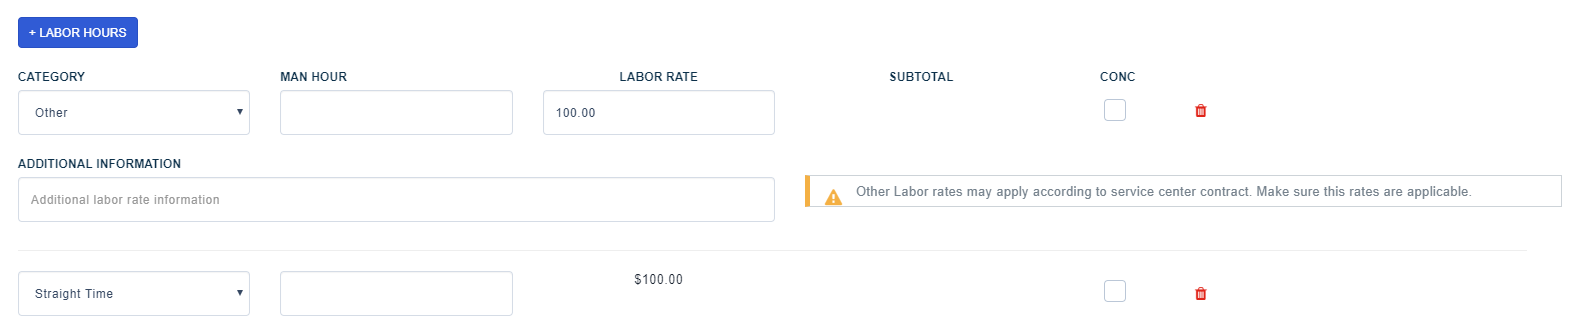 + LABOR HOURS
CATEGORY MAN HOUR LABOR RATE SUBTOTAL CONC
Other 100.00
ADDITIONAL INFORMATION
Additional labor rate information
Other Labor rates may apply according to service center contract. Make sure this rates are applicable.
Straight Time $100.00